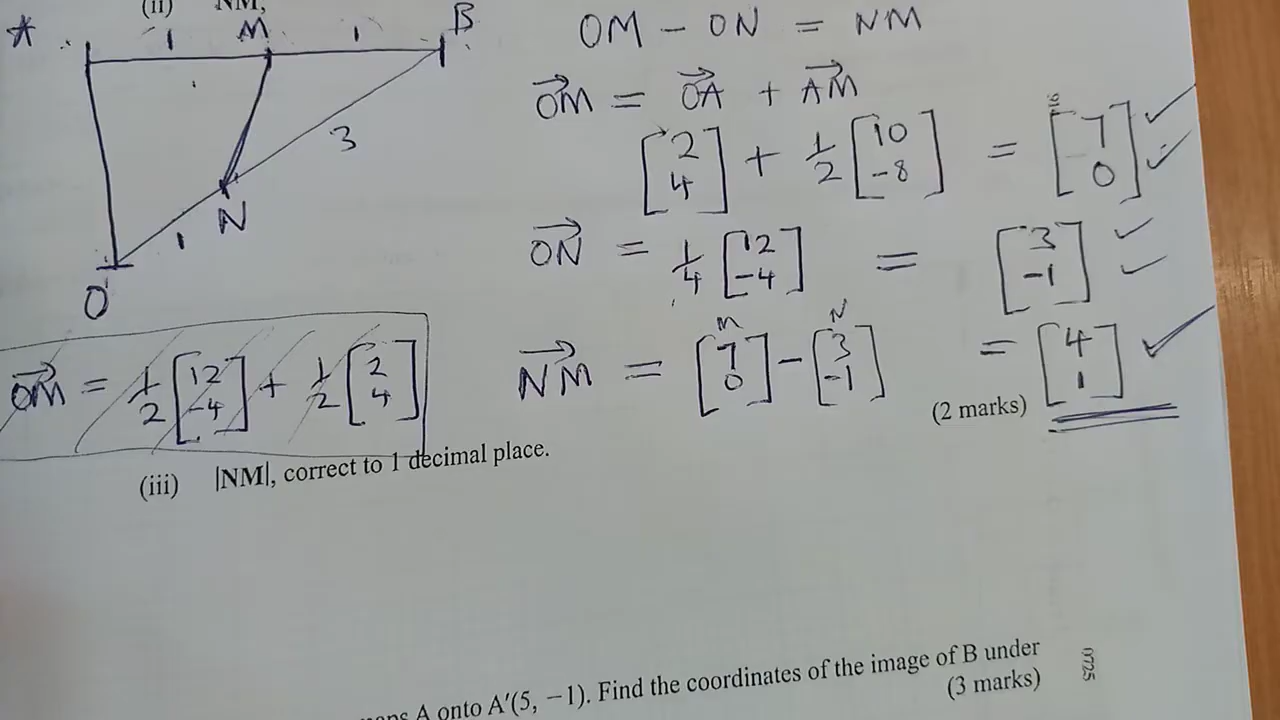 (ii) NM,
A 1 M 1 B
3
N
1
O
OM - ON = NM
OM = OA + AM
[2 4] + 1/2 [10 -8] = [7 0] ✓ ✓
ON = 1/4 [12 -4] = [3 -1] ✓ ✓
M N
NM = [7 0] - [3 -1] = [4 1] ✓
OM = 1/2 [12 -4] + 1/2 [2 4]
(2 marks)
(iii) |NM|, correct to 1 decimal place.
A onto A′(5, −1). Find the coordinates of the image of B under
(3 marks)
0725